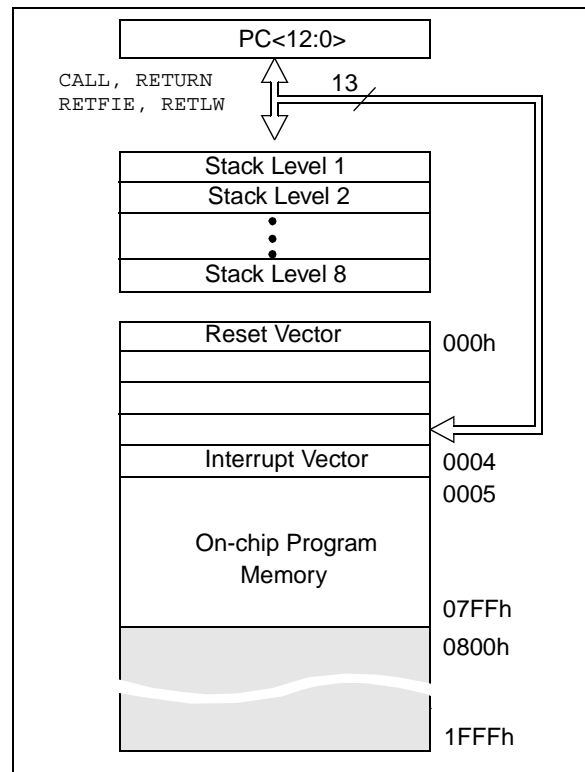 PC<12:0>
CALL, RETURN
RETFIE, RETLW
13
Stack Level 1
Stack Level 2
Stack Level 8
Reset Vector
000h
Interrupt Vector
0004
0005
On-chip Program
Memory
07FFh
0800h
1FFFh